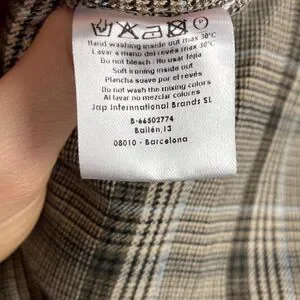 Hand washing inside out max 30°C
Lavar a mano del revés max 30°C
Do not bleach / No usar lejía
Soft ironing inside out
Plancha suave por el revés
Do not wash the mixing colors
Al lavar no mezclar colores
Jap International Brands SL
B-66502774
Bailén,13
08010 - Barcelona